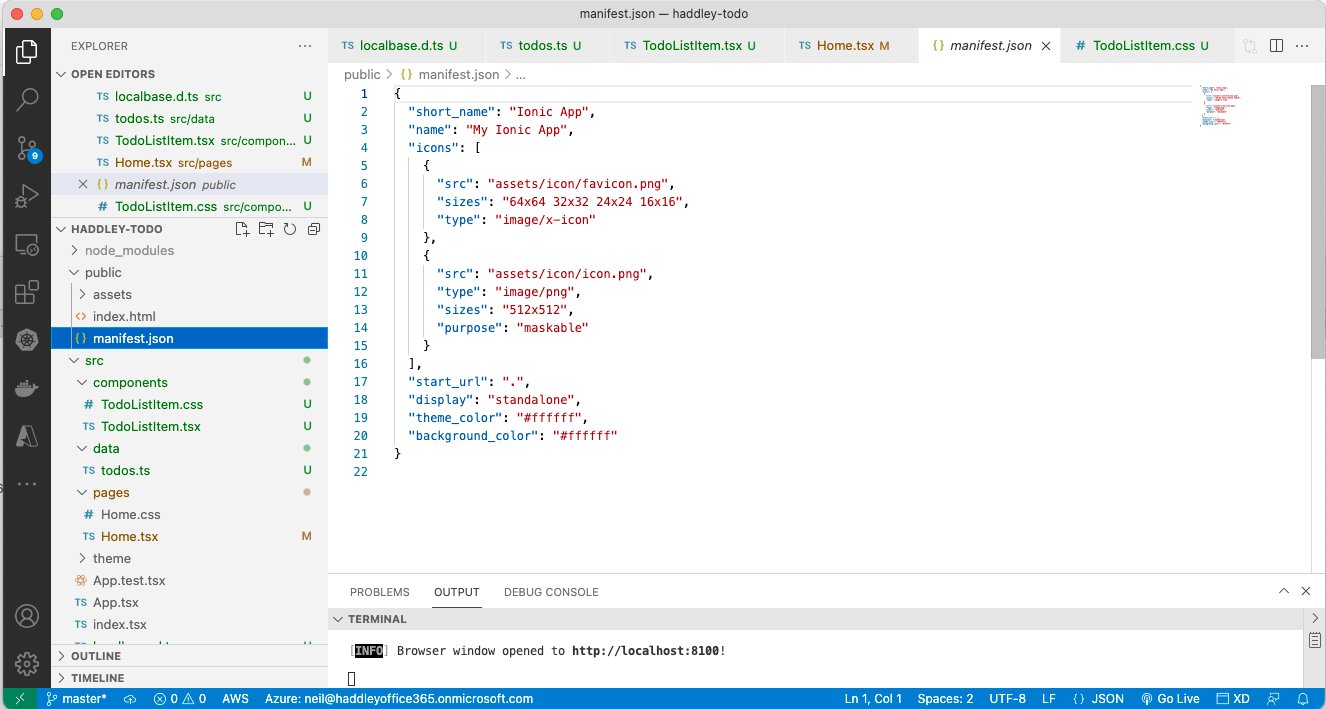 manifest.json — haddley-todo
EXPLORER
OPEN EDITORS
TS localbase.d.ts src U
TS todos.ts src/data U
TS TodoListItem.tsx src/compon... U
TS Home.tsx src/pages M
{} manifest.json public
# TodoListItem.css src/compo... U
HADDLEY-TODO
node_modules
public
assets
<> index.html
{} manifest.json
src
components
# TodoListItem.css U
TS TodoListItem.tsx U
data
TS todos.ts U
pages
# Home.css
TS Home.tsx M
theme
App.test.tsx
TS App.tsx
TS index.tsx
OUTLINE
TIMELINE
9
TS localbase.d.ts U
TS todos.ts U
TS TodoListItem.tsx U
TS Home.tsx M
{} manifest.json
# TodoListItem.css U
public > {} manifest.json > ...
1 {
2 "short_name": "Ionic App",
3 "name": "My Ionic App",
4 "icons": [
5 {
6 "src": "assets/icon/favicon.png",
7 "sizes": "64x64 32x32 24x24 16x16",
8 "type": "image/x-icon"
9 },
10 {
11 "src": "assets/icon/icon.png",
12 "type": "image/png",
13 "sizes": "512x512",
14 "purpose": "maskable"
15 }
16 ],
17 "start_url": ".",
18 "display": "standalone",
19 "theme_color": "#ffffff",
20 "background_color": "#ffffff"
21 }
22
PROBLEMS OUTPUT DEBUG CONSOLE
TERMINAL
[INFO] Browser window opened to http://localhost:8100!
master* 0 0 AWS Azure: neil@haddleyoffice365.onmicrosoft.com Ln 1, Col 1 Spaces: 2 UTF-8 LF {} JSON Go Live XD